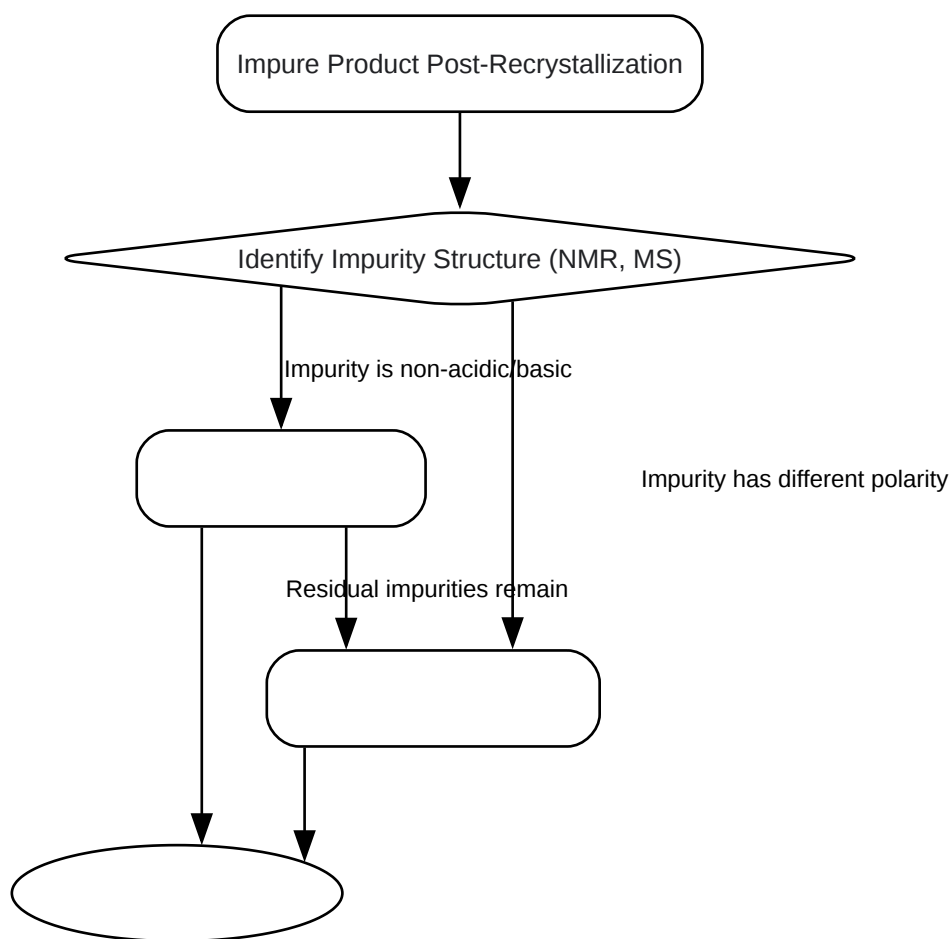 Impure Product Post-Recrystallization
Identify Impurity Structure (NMR, MS)
Impurity is non-acidic/basic
Impurity has different polarity
Residual impurities remain